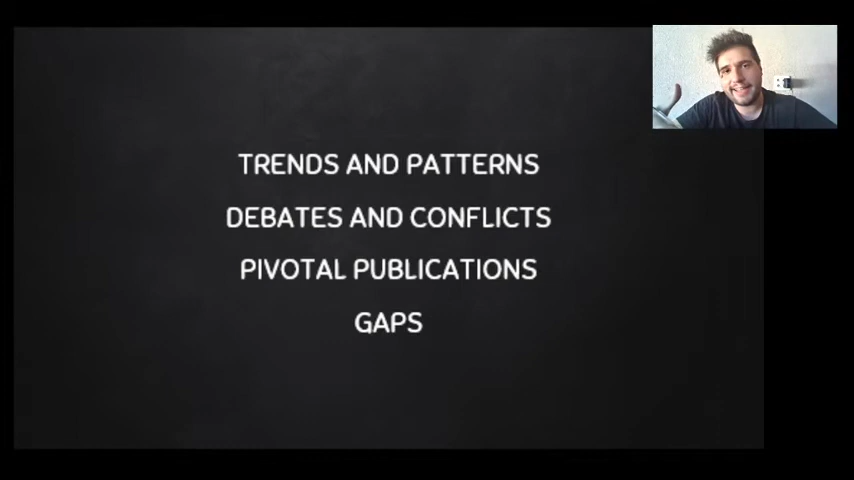 TRENDS AND PATTERNS
DEBATES AND CONFLICTS
PIVOTAL PUBLICATIONS
GAPS